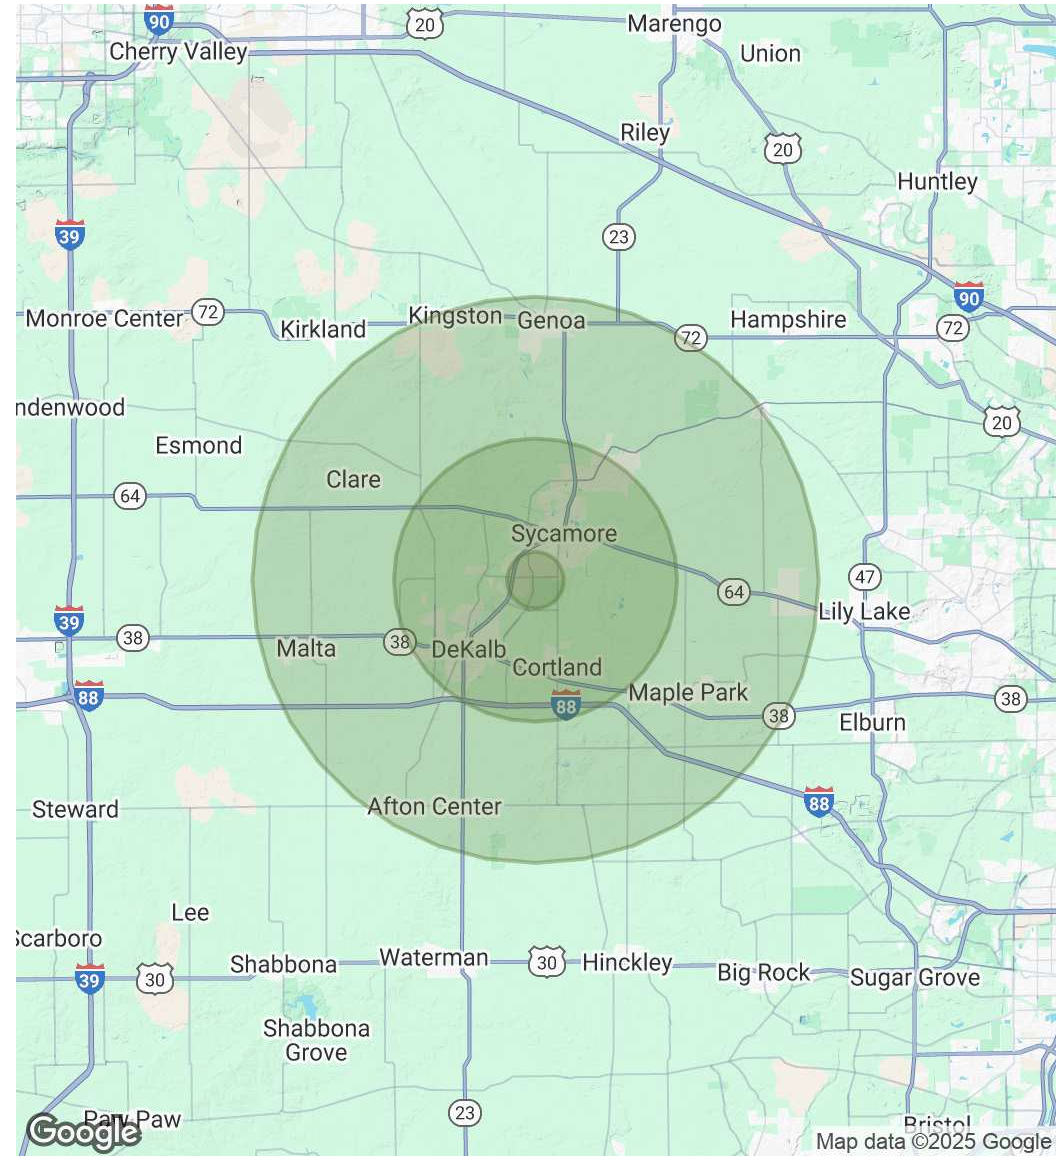 90
20
Marengo
Cherry Valley
Union
Riley
20
Huntley
39
23
90
Monroe Center
72
Kingston
Genoa
Hampshire
72
Kirkland
72
ndenwood
20
Esmond
Clare
64
Sycamore
47
64
Lily Lake
39
38
38
Malta
DeKalb
Cortland
88
Maple Park
38
88
38
Elburn
88
Steward
Afton Center
Lee
Scarboro
Shabbona
Waterman
30
Hinckley
Big Rock
Sugar Grove
39
30
Shabbona
Grove
23
Paw Paw
Bristol
Google
Map data ©2025 Google